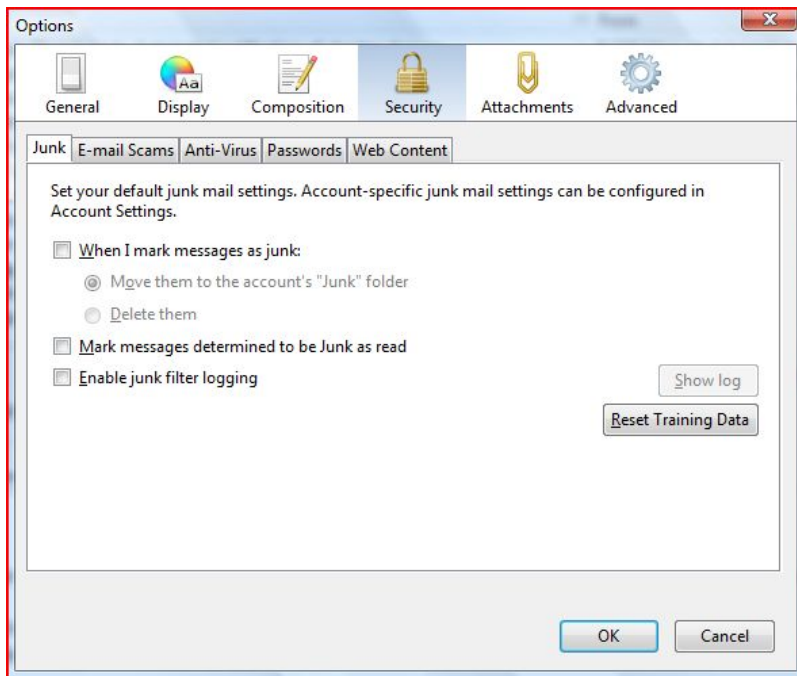 Options
General Display Composition Security Attachments Advanced
Aa
Junk E-mail Scams Anti-Virus Passwords Web Content
Set your default junk mail settings. Account-specific junk mail settings can be configured in
Account Settings.
When I mark messages as junk:
Move them to the account's "Junk" folder
Delete them
Mark messages determined to be Junk as read
Enable junk filter logging
Show log
Reset Training Data
OK Cancel